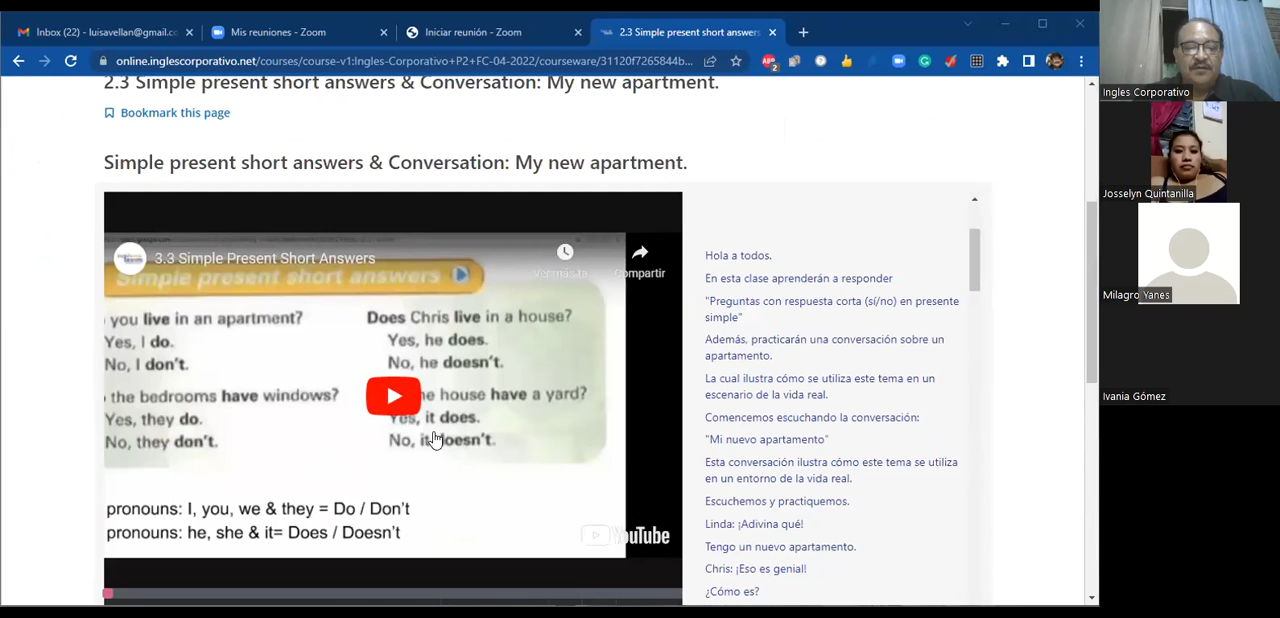 Inbox (22) - luisavellan@gmail.cc
Mis reuniones - Zoom
Iniciar reunión - Zoom
2.3 Simple present short answers
online.inglescorporativo.net/courses/course-v1:Ingles-Corporativo+P2+FC-04-2022/courseware/31120f7265844b...
2.3 Simple present short answers & Conversation: My new apartment.
Bookmark this page
Simple present short answers & Conversation: My new apartment.
3.3 Simple Present Short Answers
Compartir
Simple present short answers
you live in an apartment?
Yes, I do.
No, I don't.
the bedrooms have windows?
Yes, they do.
No, they don't.
Does Chris live in a house?
Yes, he does.
No, he doesn't.
he house have a yard?
Yes, it does.
No, it doesn't.
pronouns: I, you, we & they = Do / Don't
pronouns: he, she & it= Does / Doesn't
YouTube
Hola a todos.
En esta clase aprenderán a responder
"Preguntas con respuesta corta (sí/no) en presente
simple"
Además, practicarán una conversación sobre un
apartamento.
La cual ilustra cómo se utiliza este tema en un
escenario de la vida real.
Comencemos escuchando la conversación:
"Mi nuevo apartamento"
Esta conversación ilustra cómo este tema se utiliza
en un entorno de la vida real.
Escuchemos y practiquemos.
Linda: ¡Adivina qué!
Tengo un nuevo apartamento.
Chris: ¡Eso es genial!
¿Cómo es?
Ingles Corporativo
Josselyn Quintanilla
Milagro Yanes
Ivania Gómez